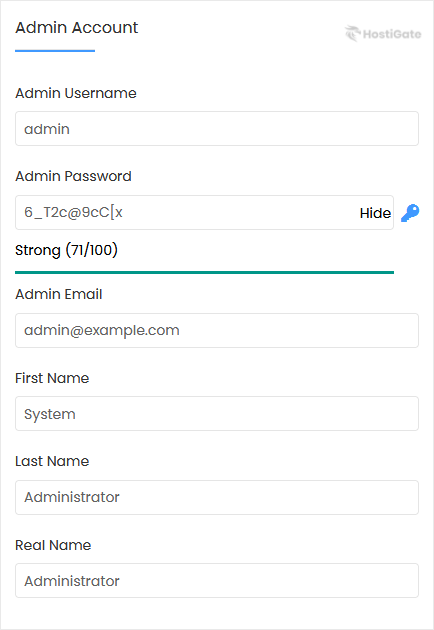 Admin Account
HostiGate
Admin Username
admin
Admin Password
6_T2c@9cC[x
Hide
Strong (71/100)
Admin Email
admin@example.com
First Name
System
Last Name
Administrator
Real Name
Administrator